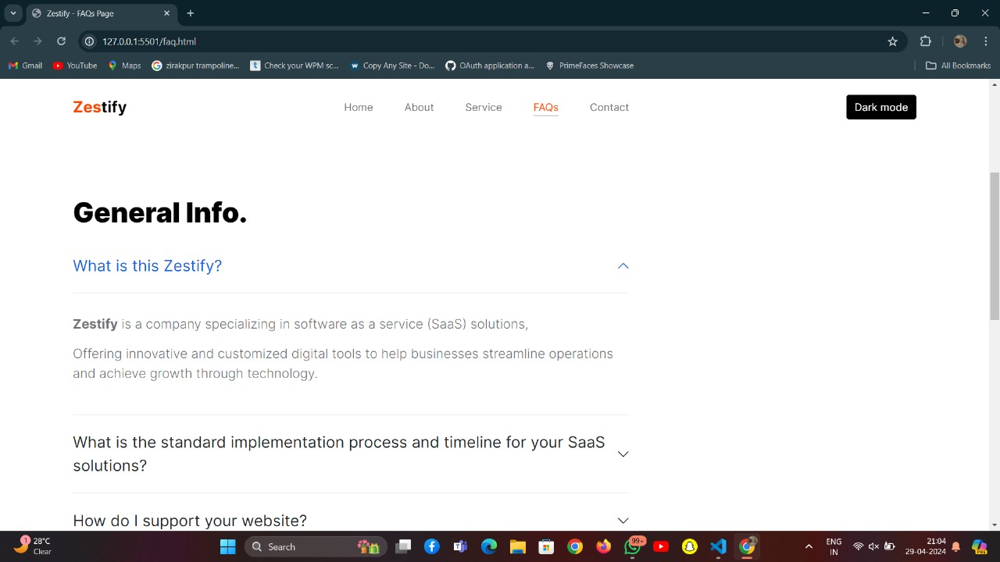 Zestify - FAQs Page
127.0.0.1:5501/faq.html
Gmail YouTube Maps zirakpur trampoline... Check your WPM sc... Copy Any Site - Do... OAuth application a... PrimeFaces Showcase All Bookmarks
Zestify Home About Service FAQs Contact Dark mode
General Info.
What is this Zestify?
Zestify is a company specializing in software as a service (SaaS) solutions,
Offering innovative and customized digital tools to help businesses streamline operations
and achieve growth through technology.
What is the standard implementation process and timeline for your SaaS
solutions?
How do I support your website?
1 28°C
Clear
Search
99+
ENG
IN
21:04
29-04-2024
PRE